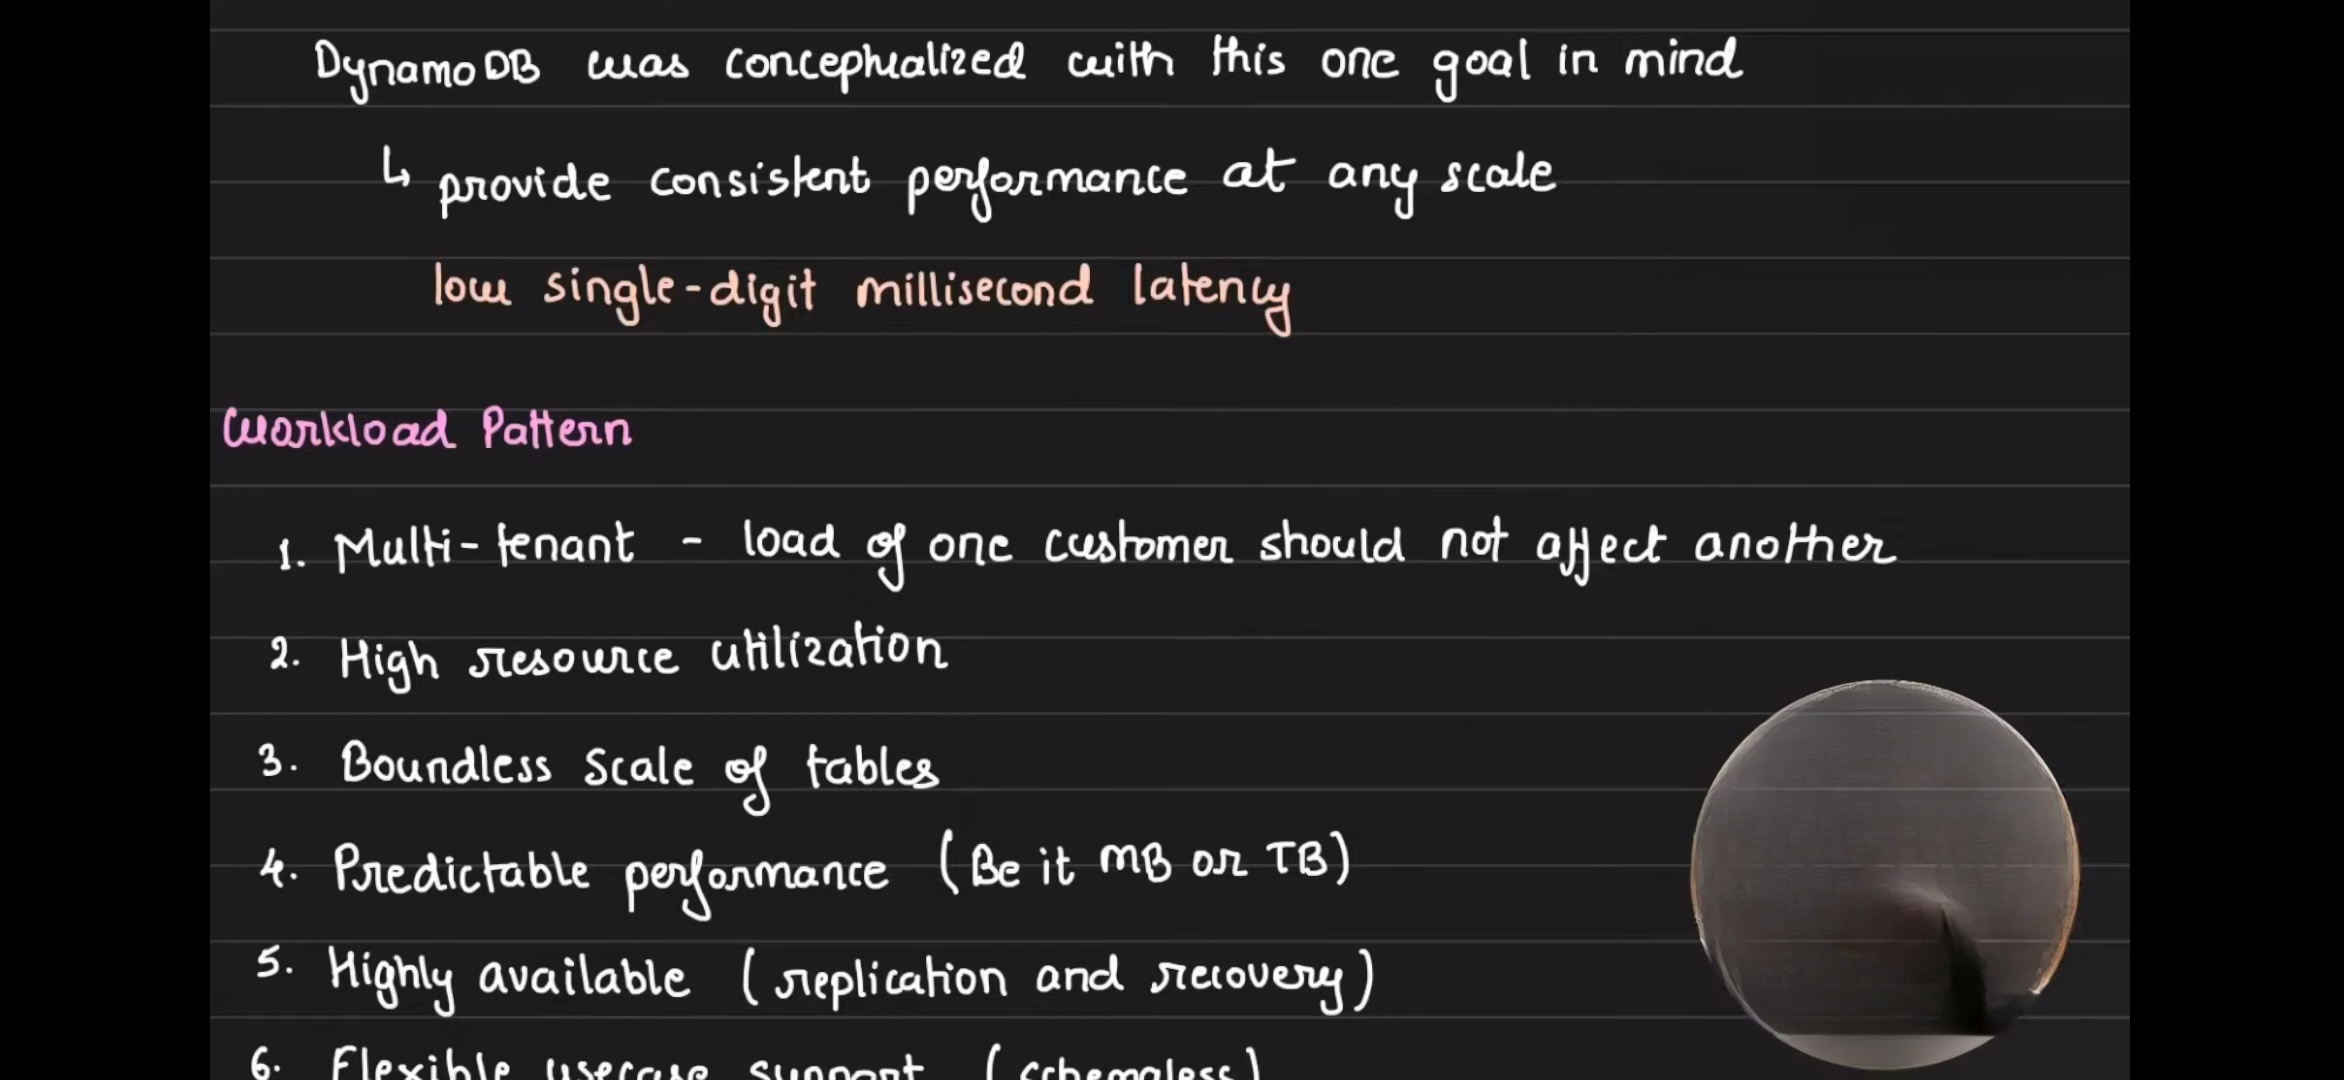 DynamoDB was conceptualized with this one goal in mind
↳ provide consistent performance at any scale
low single-digit millisecond latency
Workload Pattern
1. Multi-tenant - load of one customer should not affect another
2. High resource utilization
3. Boundless scale of tables
4. Predictable performance (Be it MB or TB)
5. Highly available (replication and recovery)
6. Flexible usecase support (schemaless)